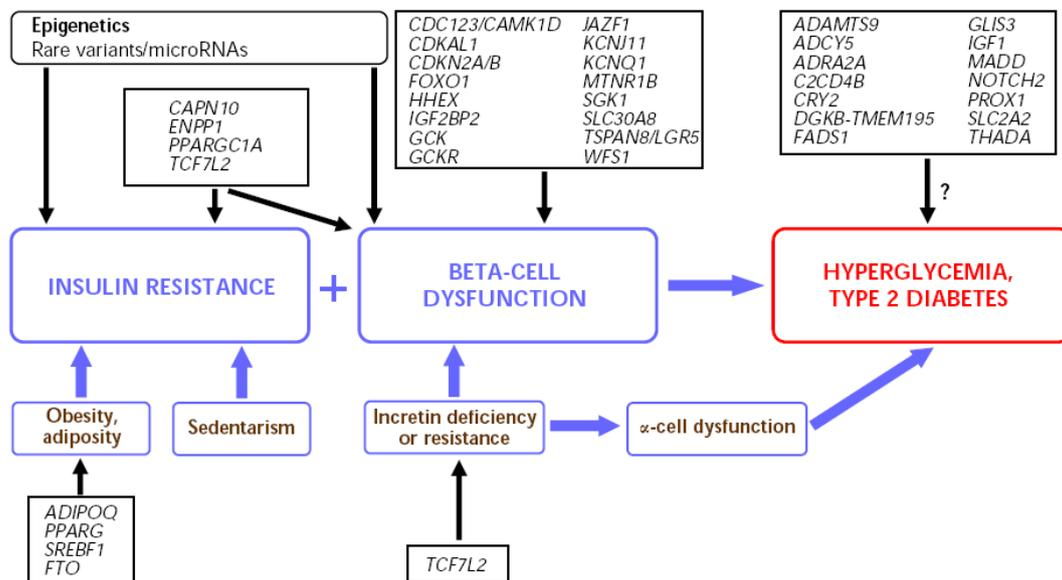 Epigenetics
Rare variants/microRNAs
CAPN10
ENPP1
PPARGC1A
TCF7L2
CDC123/CAMK1D JAZF1
CDKAL1 KCNJ11
CDKN2A/B KCNQ1
FOXO1 MTNR1B
HHEX SGK1
IGF2BP2 SLC30A8
GCK TSPAN8/LGR5
GCKR WFS1
ADAMTS9 GLIS3
ADCY5 IGF1
ADRA2A MADD
C2CD4B NOTCH2
CRY2 PROX1
DGKB-TMEM195 SLC2A2
FADS1 THADA
?
INSULIN RESISTANCE
+
BETA-CELL
DYSFUNCTION
HYPERGLYCEMIA,
TYPE 2 DIABETES
Obesity,
adiposity
Sedentarism
Incretin deficiency
or resistance
α-cell dysfunction
ADIPOQ
PPARG
SREBF1
FTO
TCF7L2